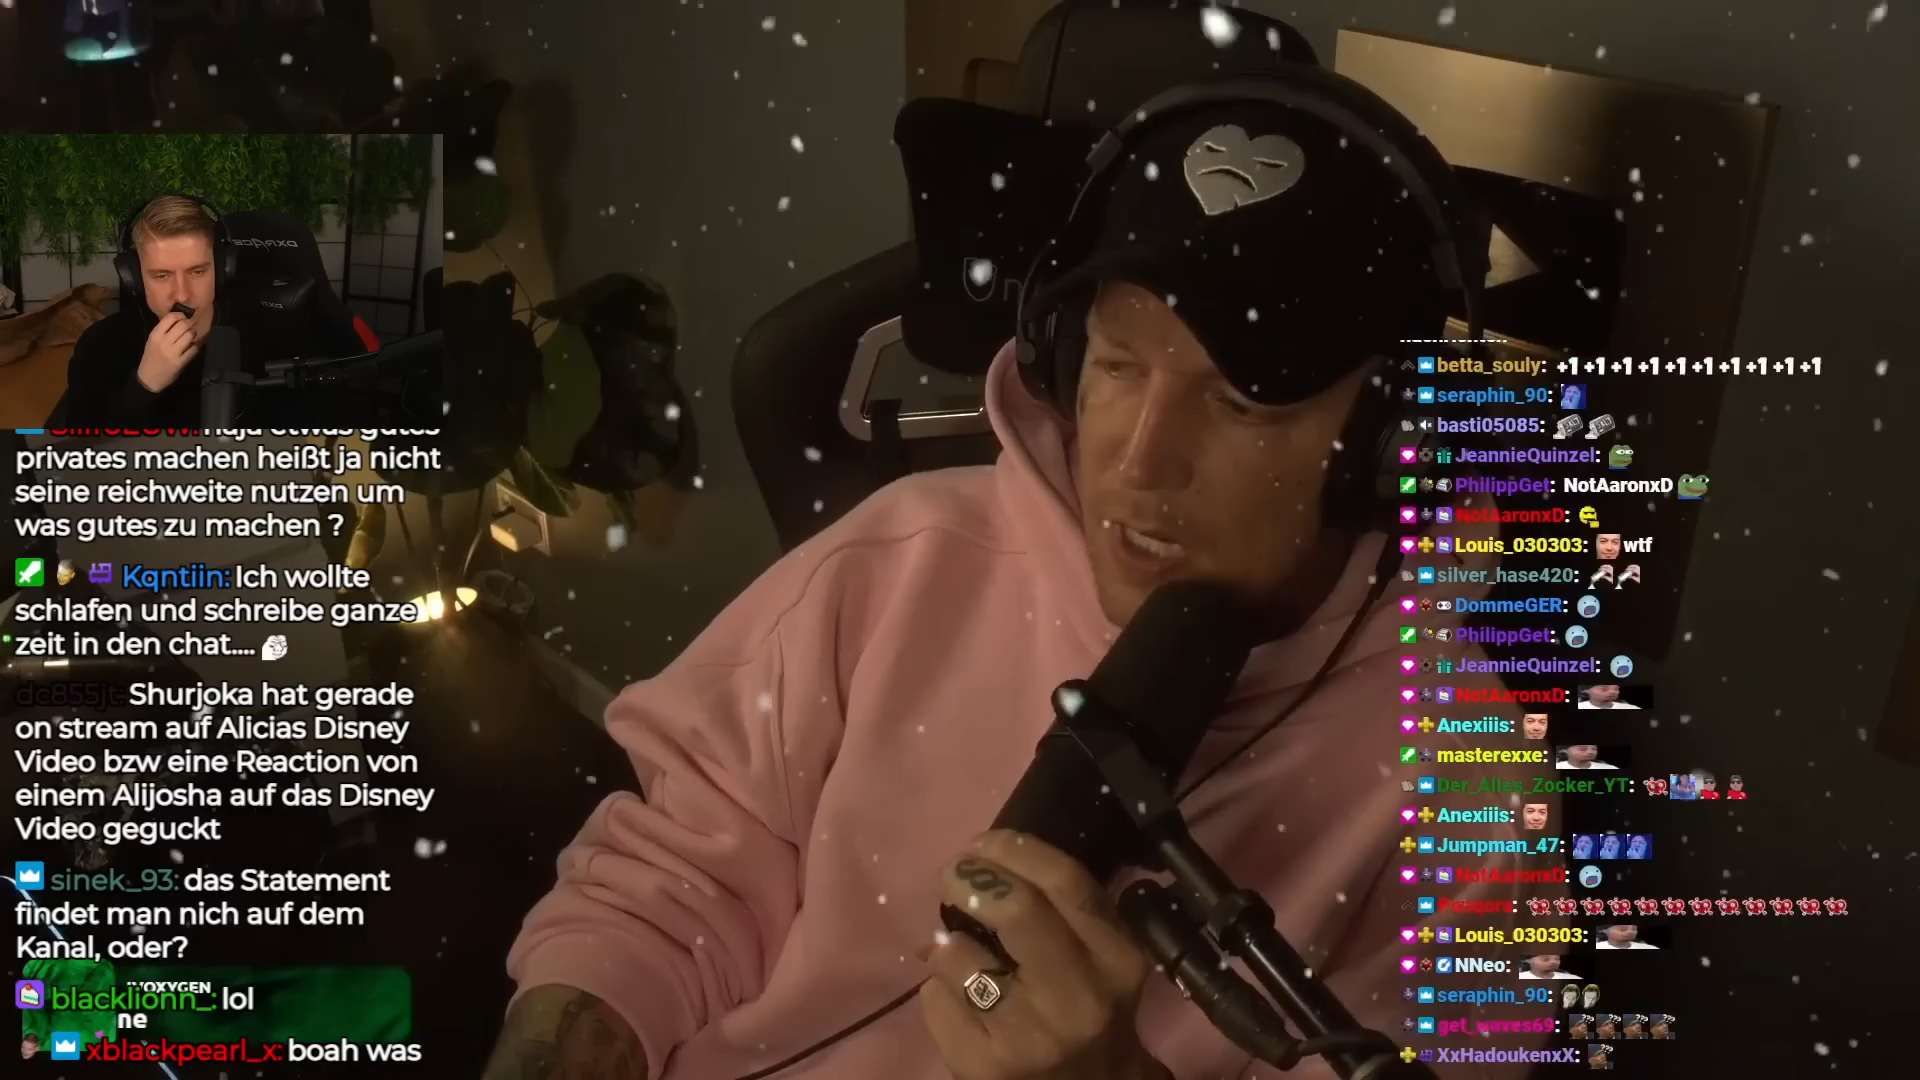 privates machen heißt ja nicht
seine reichweite nutzen um
was gutes zu machen ?
Kqntiin: Ich wollte
schlafen und schreibe ganze
zeit in den chat....
dc855jt: Shurjoka hat gerade
on stream auf Alicias Disney
Video bzw eine Reaction von
einem Alijosha auf das Disney
Video geguckt
sinek_93: das Statement
findet man nich auf dem
Kanal, oder?
blacklionn_: lol
xblackpearl_x: boah was
betta_souly: +1 +1 +1 +1 +1 +1 +1 +1 +1 +1
seraphin_90:
basti05085:
JeannieQuinzel:
PhilippGet: NotAaronxD
NotAaronxD:
Louis_030303: wtf
silver_hase420:
DommeGER:
PhilippGet:
JeannieQuinzel:
NotAaronxD:
Anexiiis:
masterexxe:
Der_Alles_Zocker_YT:
Anexiiis:
Jumpman_47:
NotAaronxD:
Louis_030303:
NNeo:
seraphin_90:
get_waves69:
XxHadoukenxX: